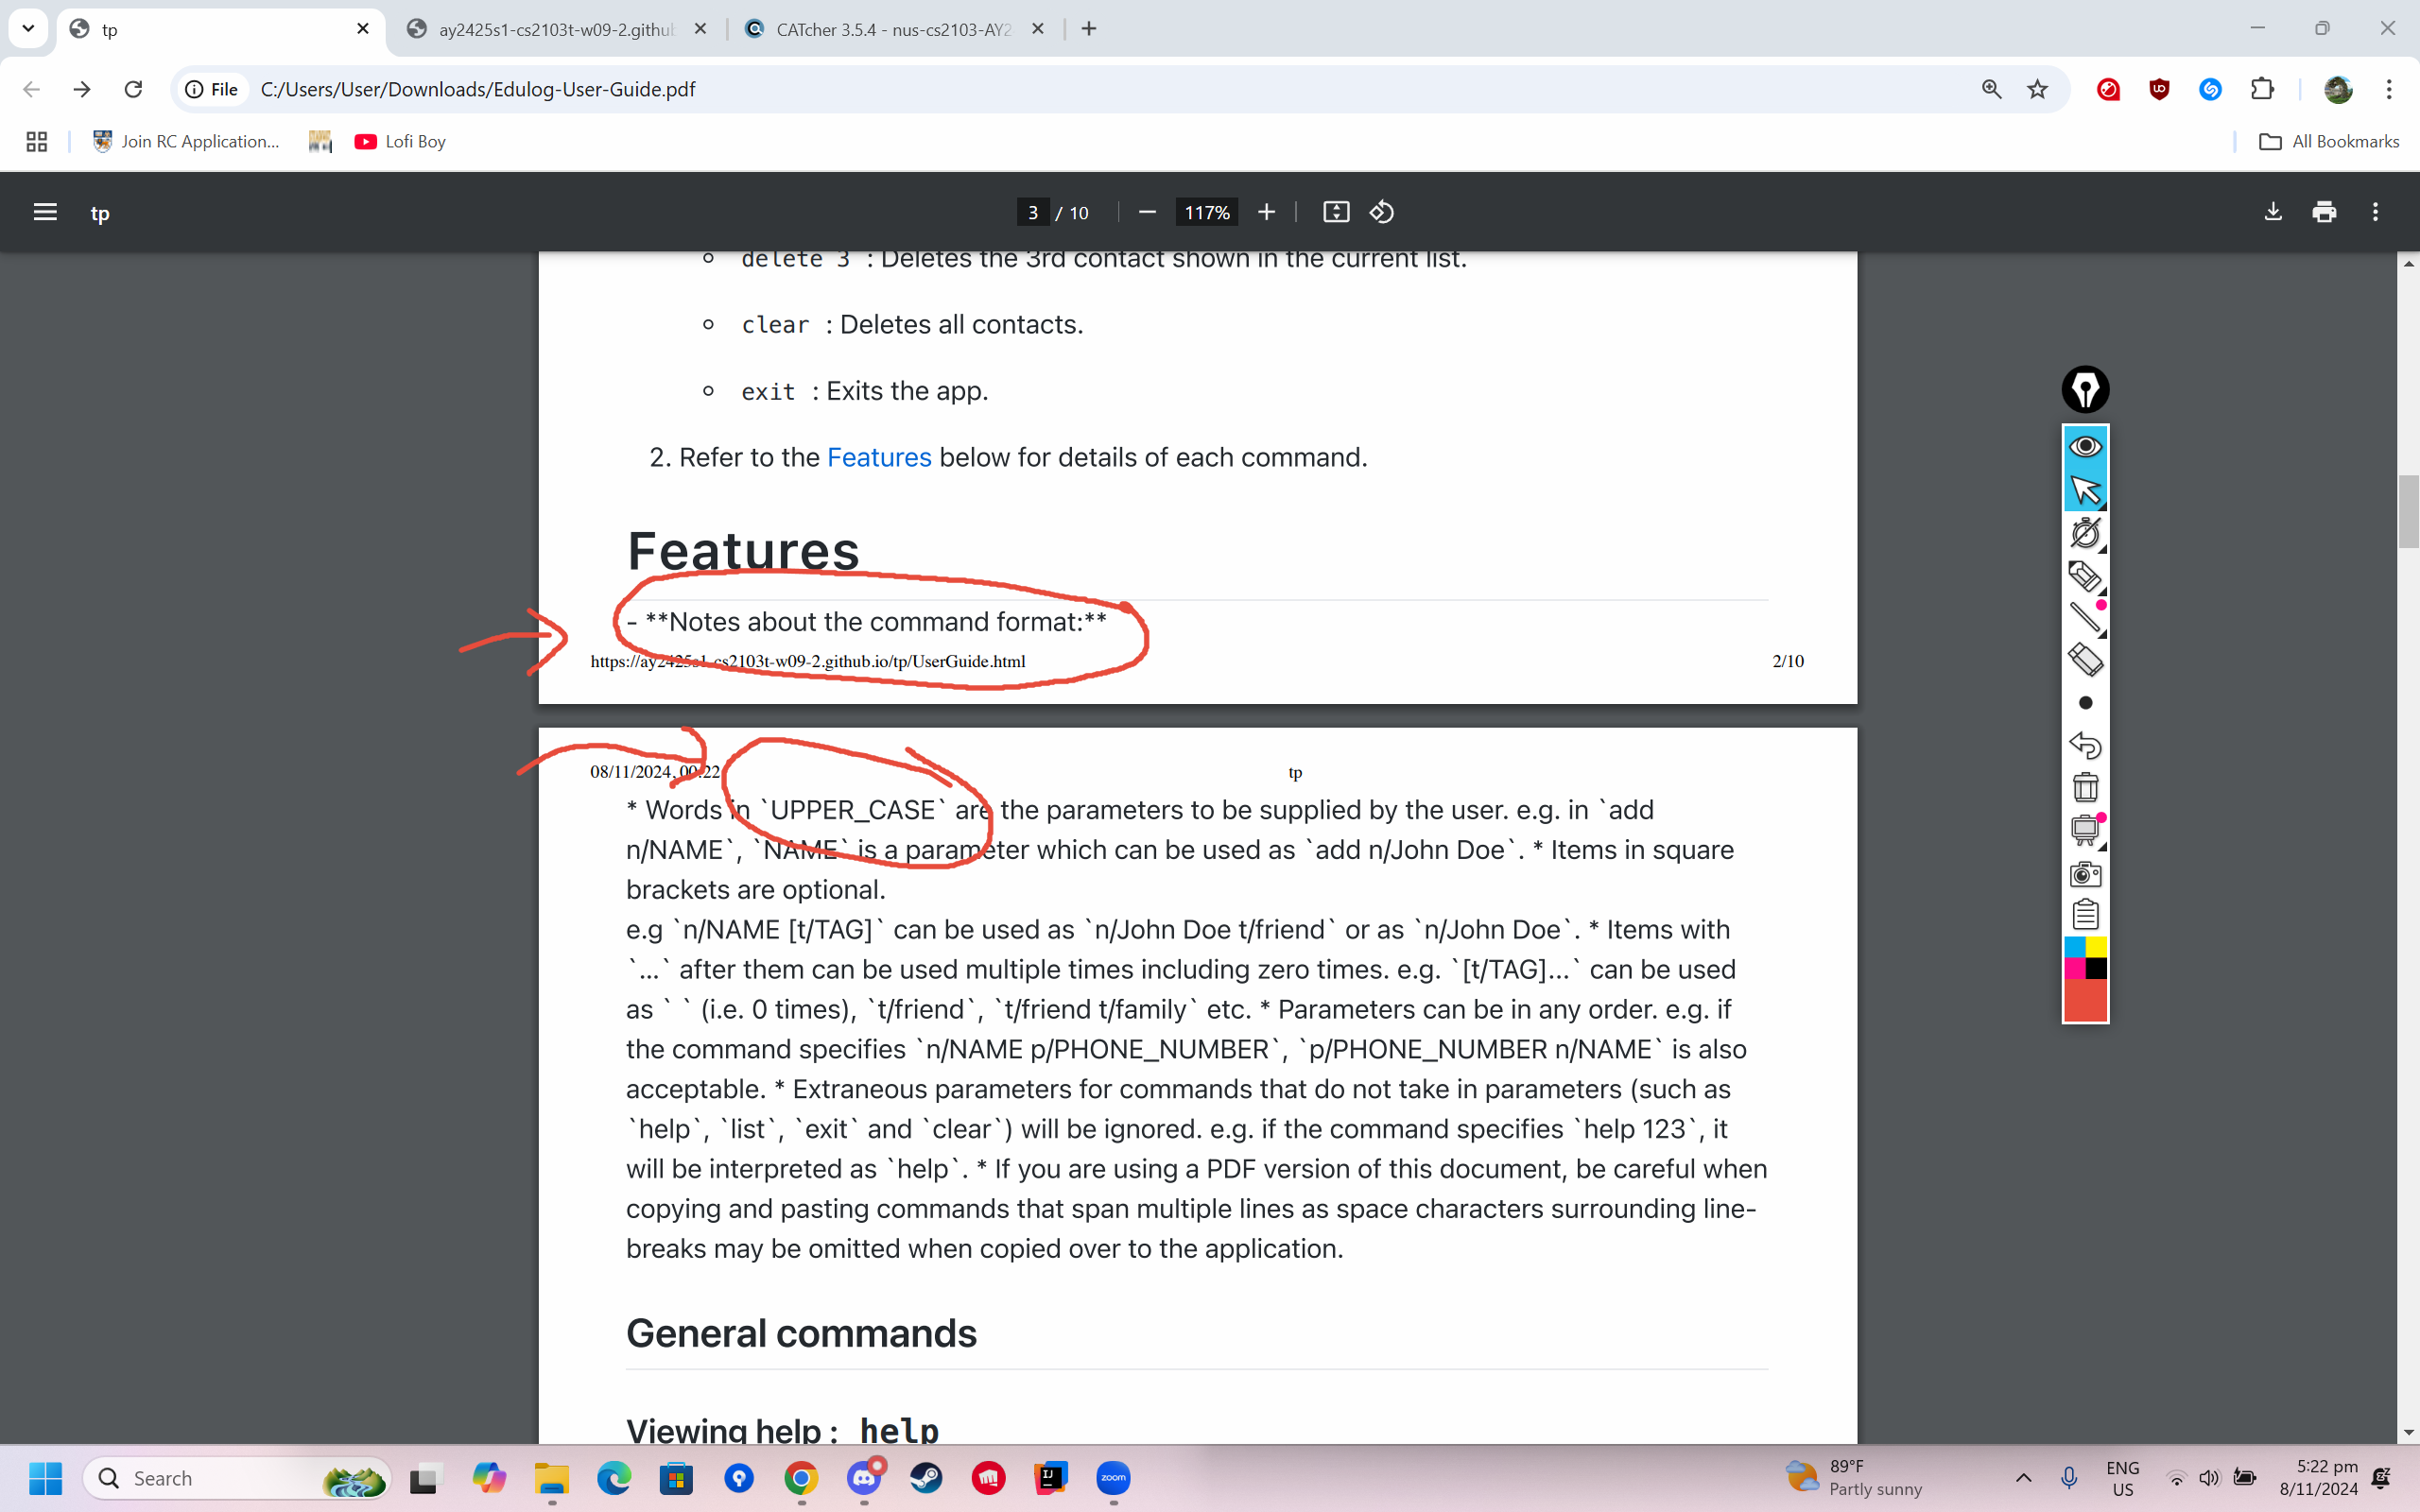 tp
ay2425s1-cs2103t-w09-2.githu
CATcher 3.5.4 - nus-cs2103-AY2
File
C:/Users/User/Downloads/Edulog-User-Guide.pdf
Join RC Application...
Lofi Boy
All Bookmarks
tp
3 / 10
117%
delete 3 : Deletes the 3rd contact shown in the current list.
clear : Deletes all contacts.
exit : Exits the app.
2. Refer to the Features below for details of each command.
Features
- **Notes about the command format:**
https://ay2425s1-cs2103t-w09-2.github.io/tp/UserGuide.html
2/10
08/11/2024, 00:22
tp
* Words in `UPPER_CASE` are the parameters to be supplied by the user. e.g. in `add
n/NAME`, `NAME` is a parameter which can be used as `add n/John Doe`. * Items in square
brackets are optional.
e.g `n/NAME [t/TAG]` can be used as `n/John Doe t/friend` or as `n/John Doe`. * Items with
`…` after them can be used multiple times including zero times. e.g. `[t/TAG]…` can be used
as ` ` (i.e. 0 times), `t/friend`, `t/friend t/family` etc. * Parameters can be in any order. e.g. if
the command specifies `n/NAME p/PHONE_NUMBER`, `p/PHONE_NUMBER n/NAME` is also
acceptable. * Extraneous parameters for commands that do not take in parameters (such as
`help`, `list`, `exit` and `clear`) will be ignored. e.g. if the command specifies `help 123`, it
will be interpreted as `help`. * If you are using a PDF version of this document, be careful when
copying and pasting commands that span multiple lines as space characters surrounding line-
breaks may be omitted when copied over to the application.
General commands
Viewing help : help
Search
zoom
89°F
Partly sunny
ENG
US
5:22 pm
8/11/2024